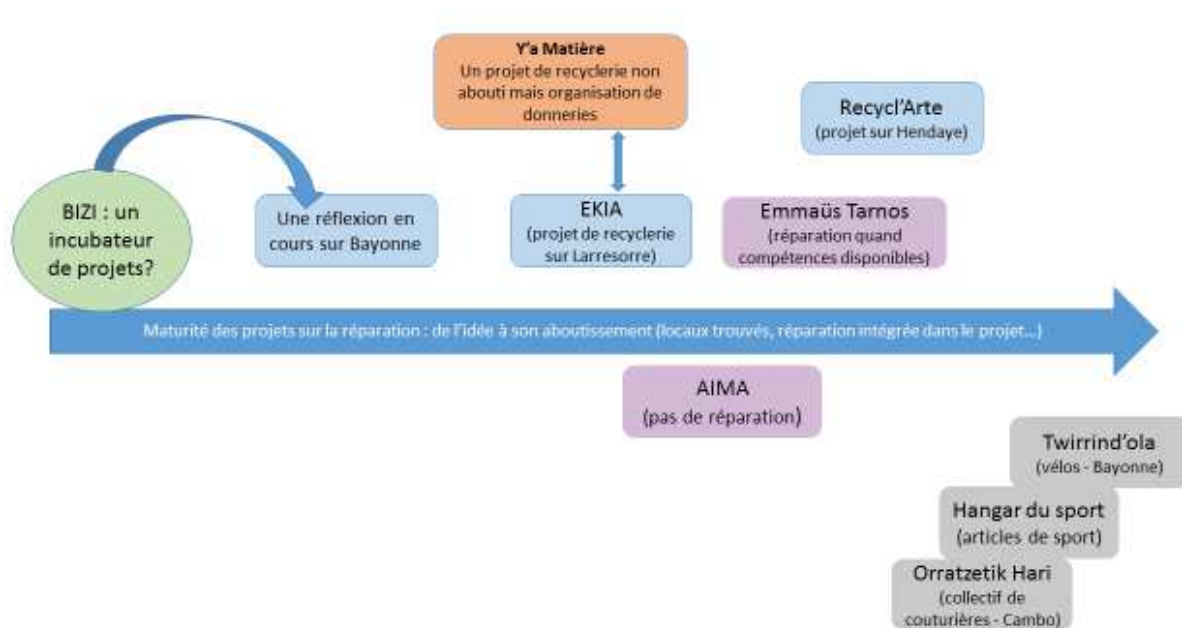 Y'a Matière
Un projet de recyclerie non
abouti mais organisation de
donneries
Recycl'Arte
(projet sur Hendaye)
BIZI : un
incubateur
de projets?
Une réflexion en
cours sur Bayonne
EKIA
(projet de recyclerie
sur Larresorre)
Emmaüs Tarnos
(réparation quand
compétences disponibles)
Maturité des projets sur la réparation : de l'idée à son aboutissement (locaux trouvés, réparation intégrée dans le projet...)
AIMA
(pas de réparation)
Twirrind'ola
(vélos - Bayonne)
Hangar du sport
(articles de sport)
Orratzetik Hari
(collectif de
couturières - Cambo)